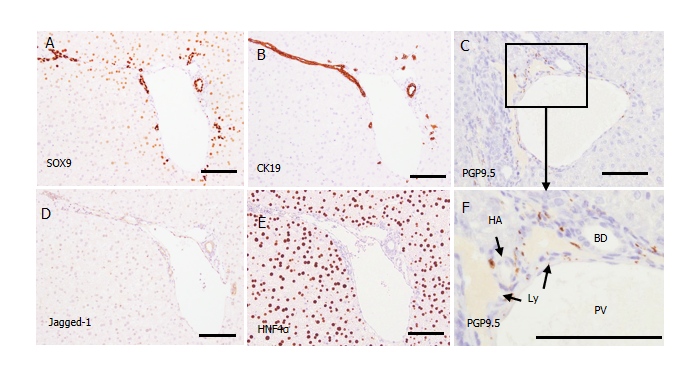 A
SOX9
B
CK19
C
PGP9.5
D
Jagged-1
E
HNF4α
F
HA
BD
Ly
PV
PGP9.5